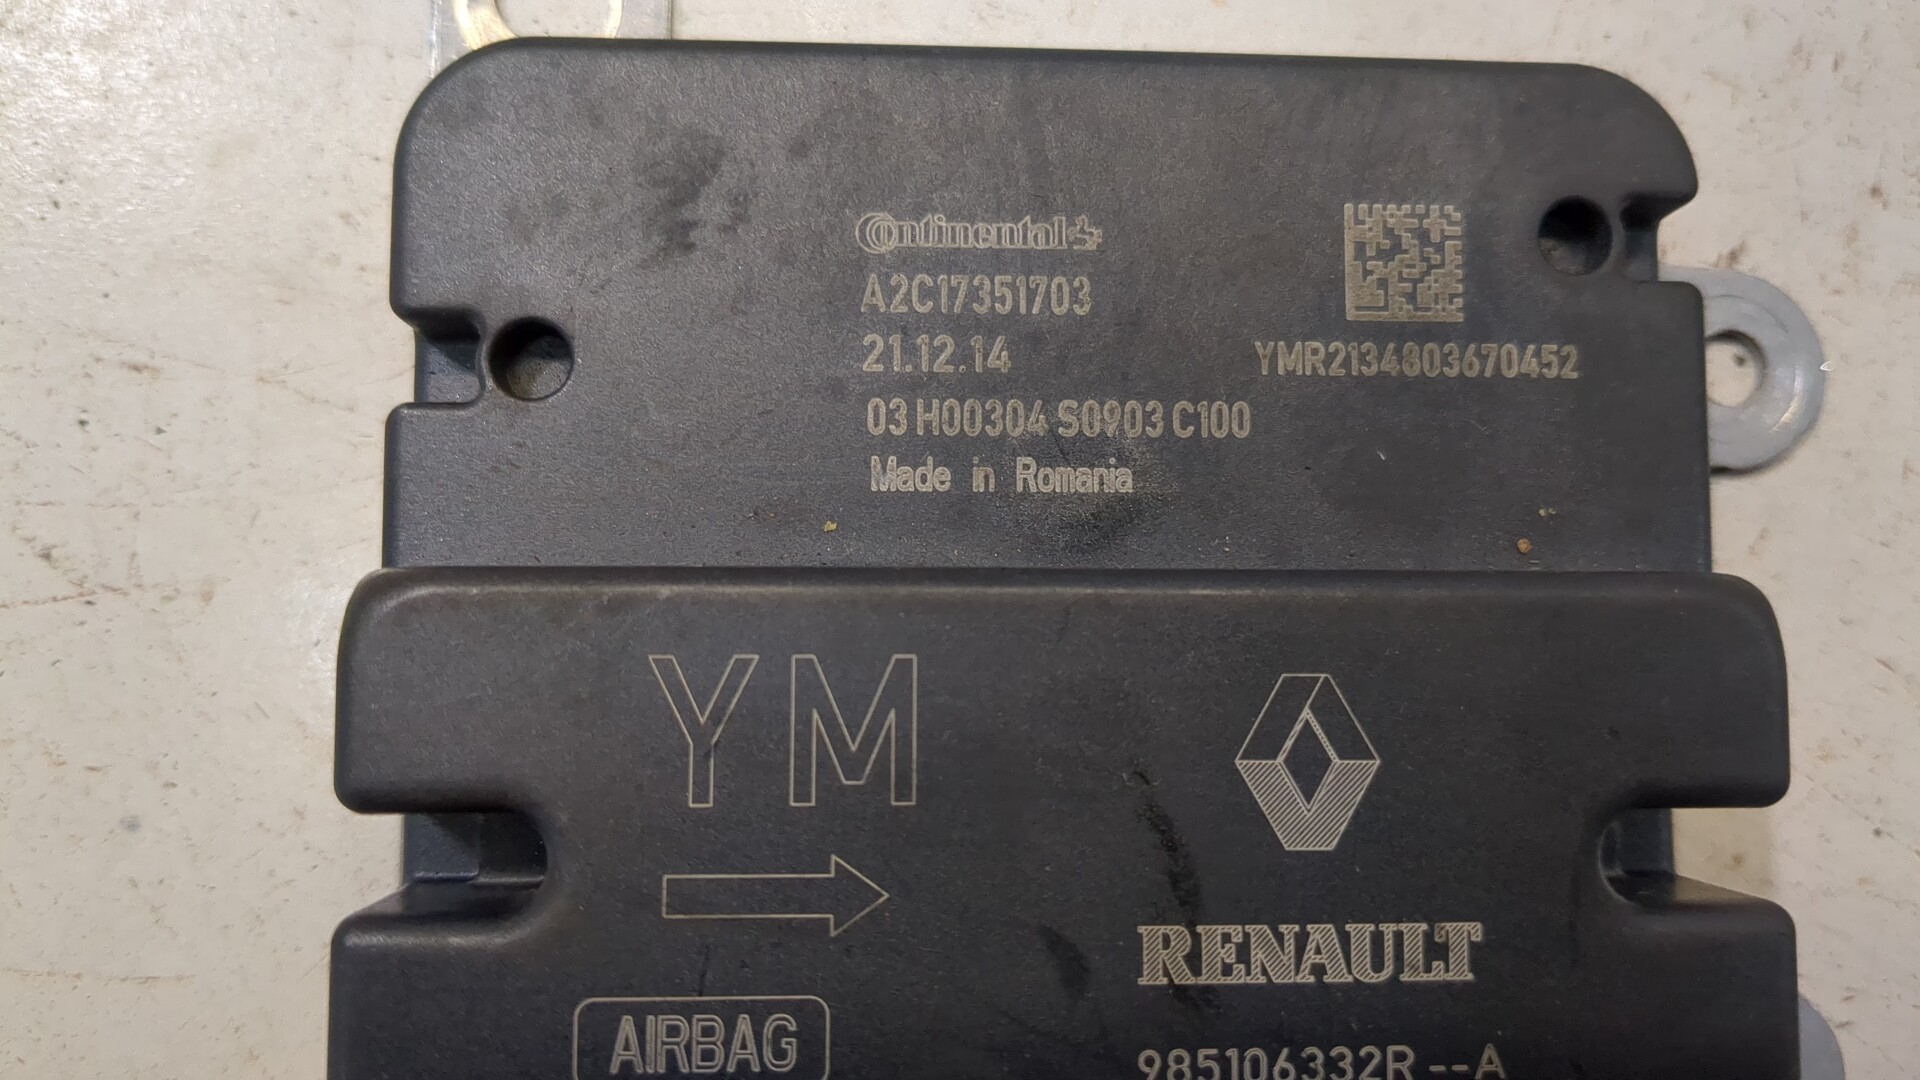 Continental
A2C17351703
21.12.14
YMR2134803670452
03 H00304 S0903 C100
Made in Romania
YM
RENAULT
AIRBAG
985106332R --A